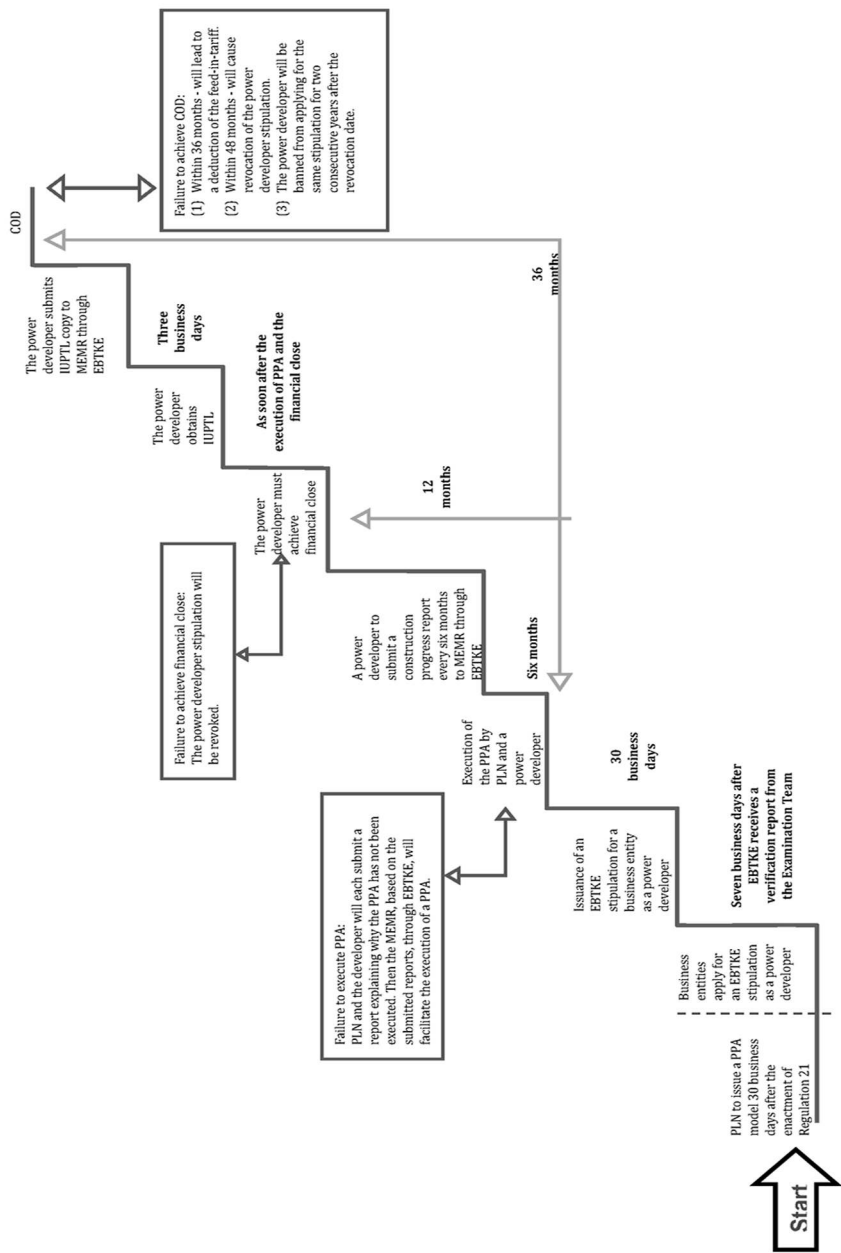 Start
PLN to issue a PPA
model 30 business
days after the
enactment of
Regulation 21
Business
entities
apply for
an EBTKE
stipulation
as a power
developer
Seven business days after
EBTKE receives a
verification report from
the Examination Team
Issuance of an
EBTKE
stipulation for a
business entity
as a power
developer
30
business
days
Failure to execute PPA:
PLN and the developer will each submit a
report explaining why the PPA has not been
executed. Then the MEMR, based on the
submitted reports, through EBTKE, will
facilitate the execution of a PPA.
Execution of
the PPA by
PLN and a
power
developer
Six months
A power
developer to
submit a
construction
progress report
every six months
to MEMR through
EBTKE
12
months
Failure to achieve financial close:
The power developer stipulation will
be revoked.
The power
developer must
achieve
financial close
As soon after the
execution of PPA and the
financial close
The power
developer
obtains
IUPTL
Three
business
days
The power
developer submits
IUPTL copy to
MEMR through
EBTKE
36
months
COD
Failure to achieve COD:
(1) Within 36 months - will lead to
a deduction of the feed-in-tariff.
(2) Within 48 months - will cause
revocation of the power
developer stipulation.
(3) The power developer will be
banned from applying for the
same stipulation for two
consecutive years after the
revocation date.